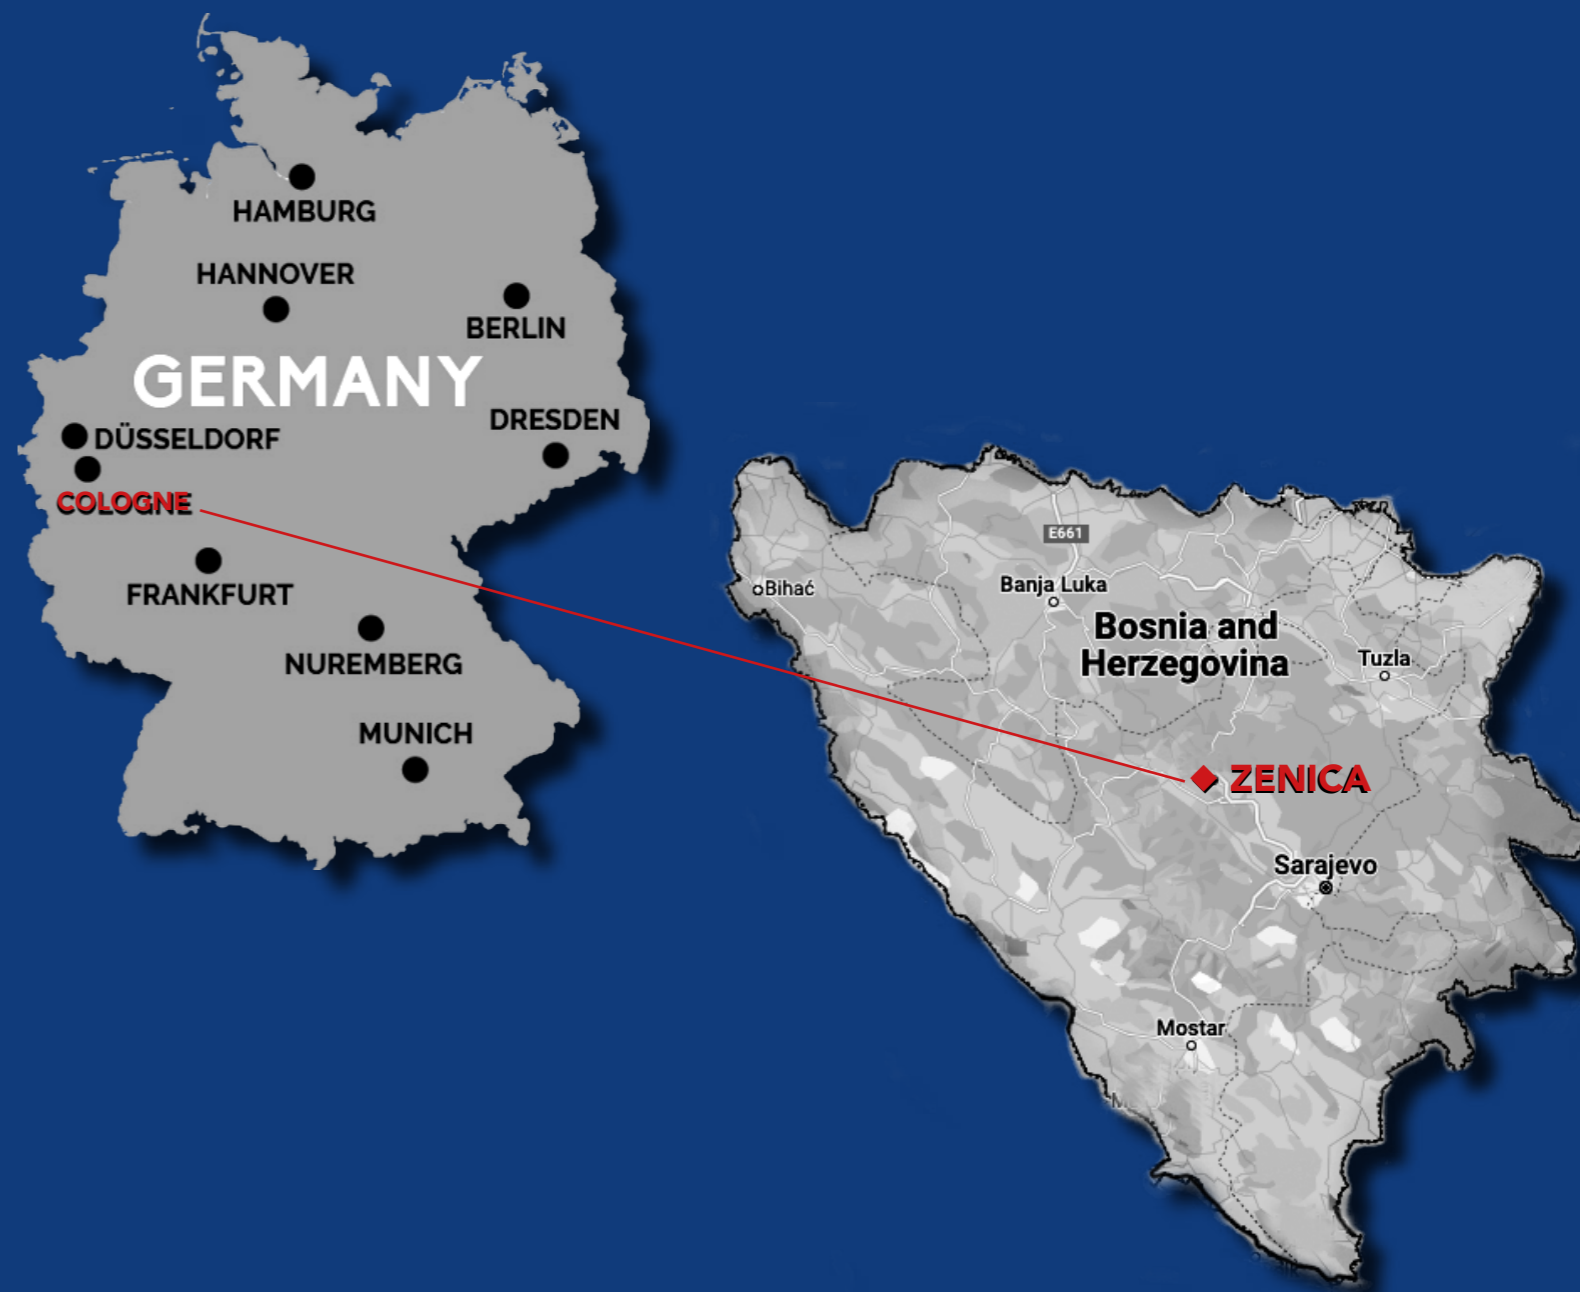 HAMBURG
HANNOVER
BERLIN
GERMANY
DRESDEN
DÜSSELDORF
COLOGNE
FRANKFURT
NUREMBERG
MUNICH
E661
Bihać
Banja Luka
Bosnia and
Herzegovina
Tuzla
ZENICA
Sarajevo
Mostar